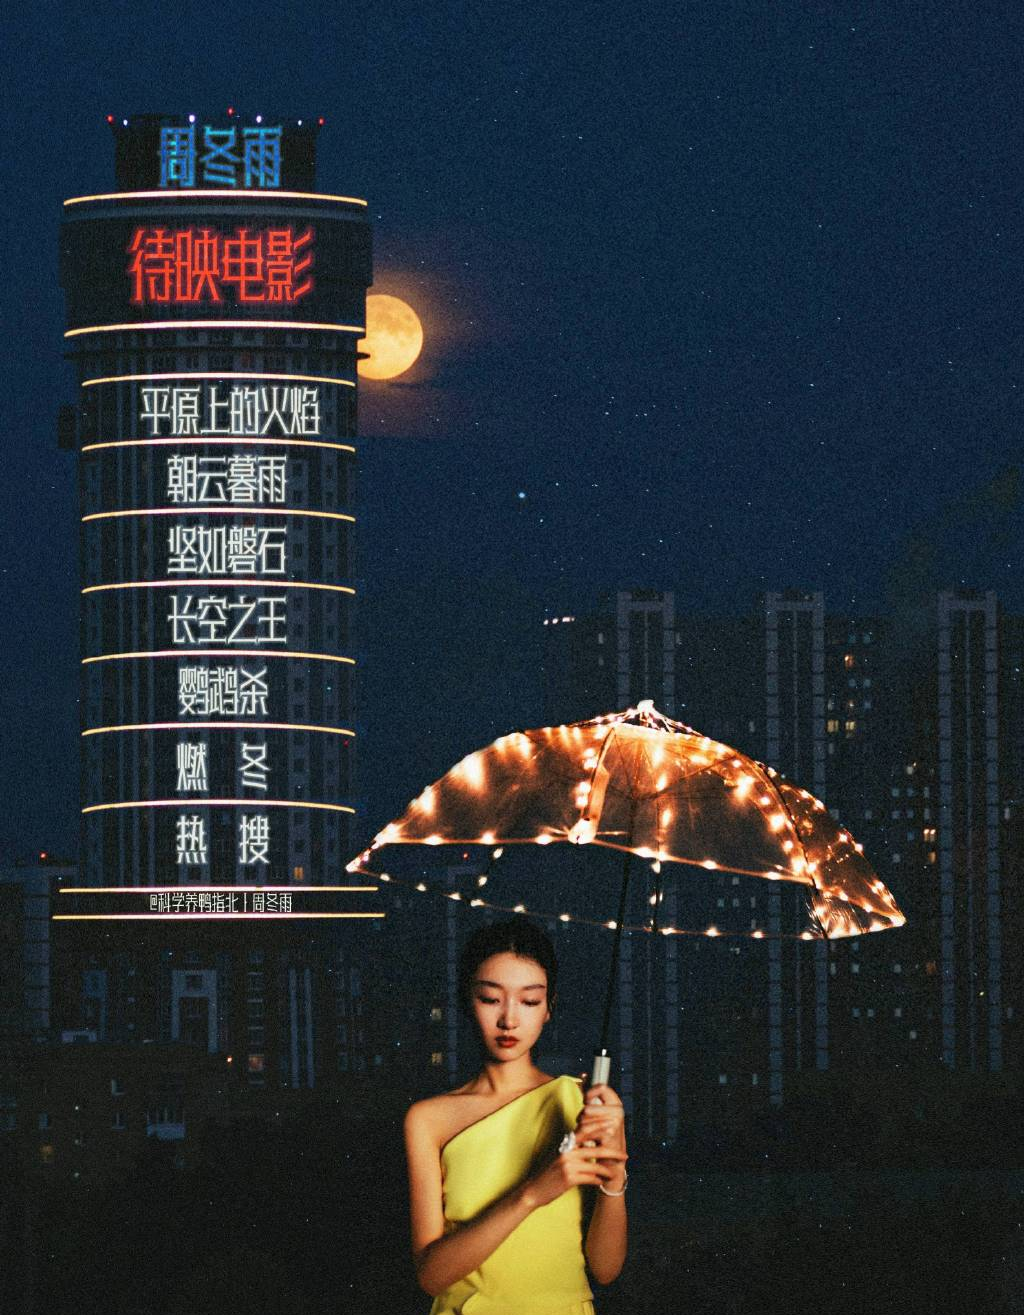 周冬雨
待映电影
平原上的火焰
朝云暮雨
坚如磐石
长空之王
鹦鹉杀
燃冬
热搜
@科学养鸭指北丨周冬雨